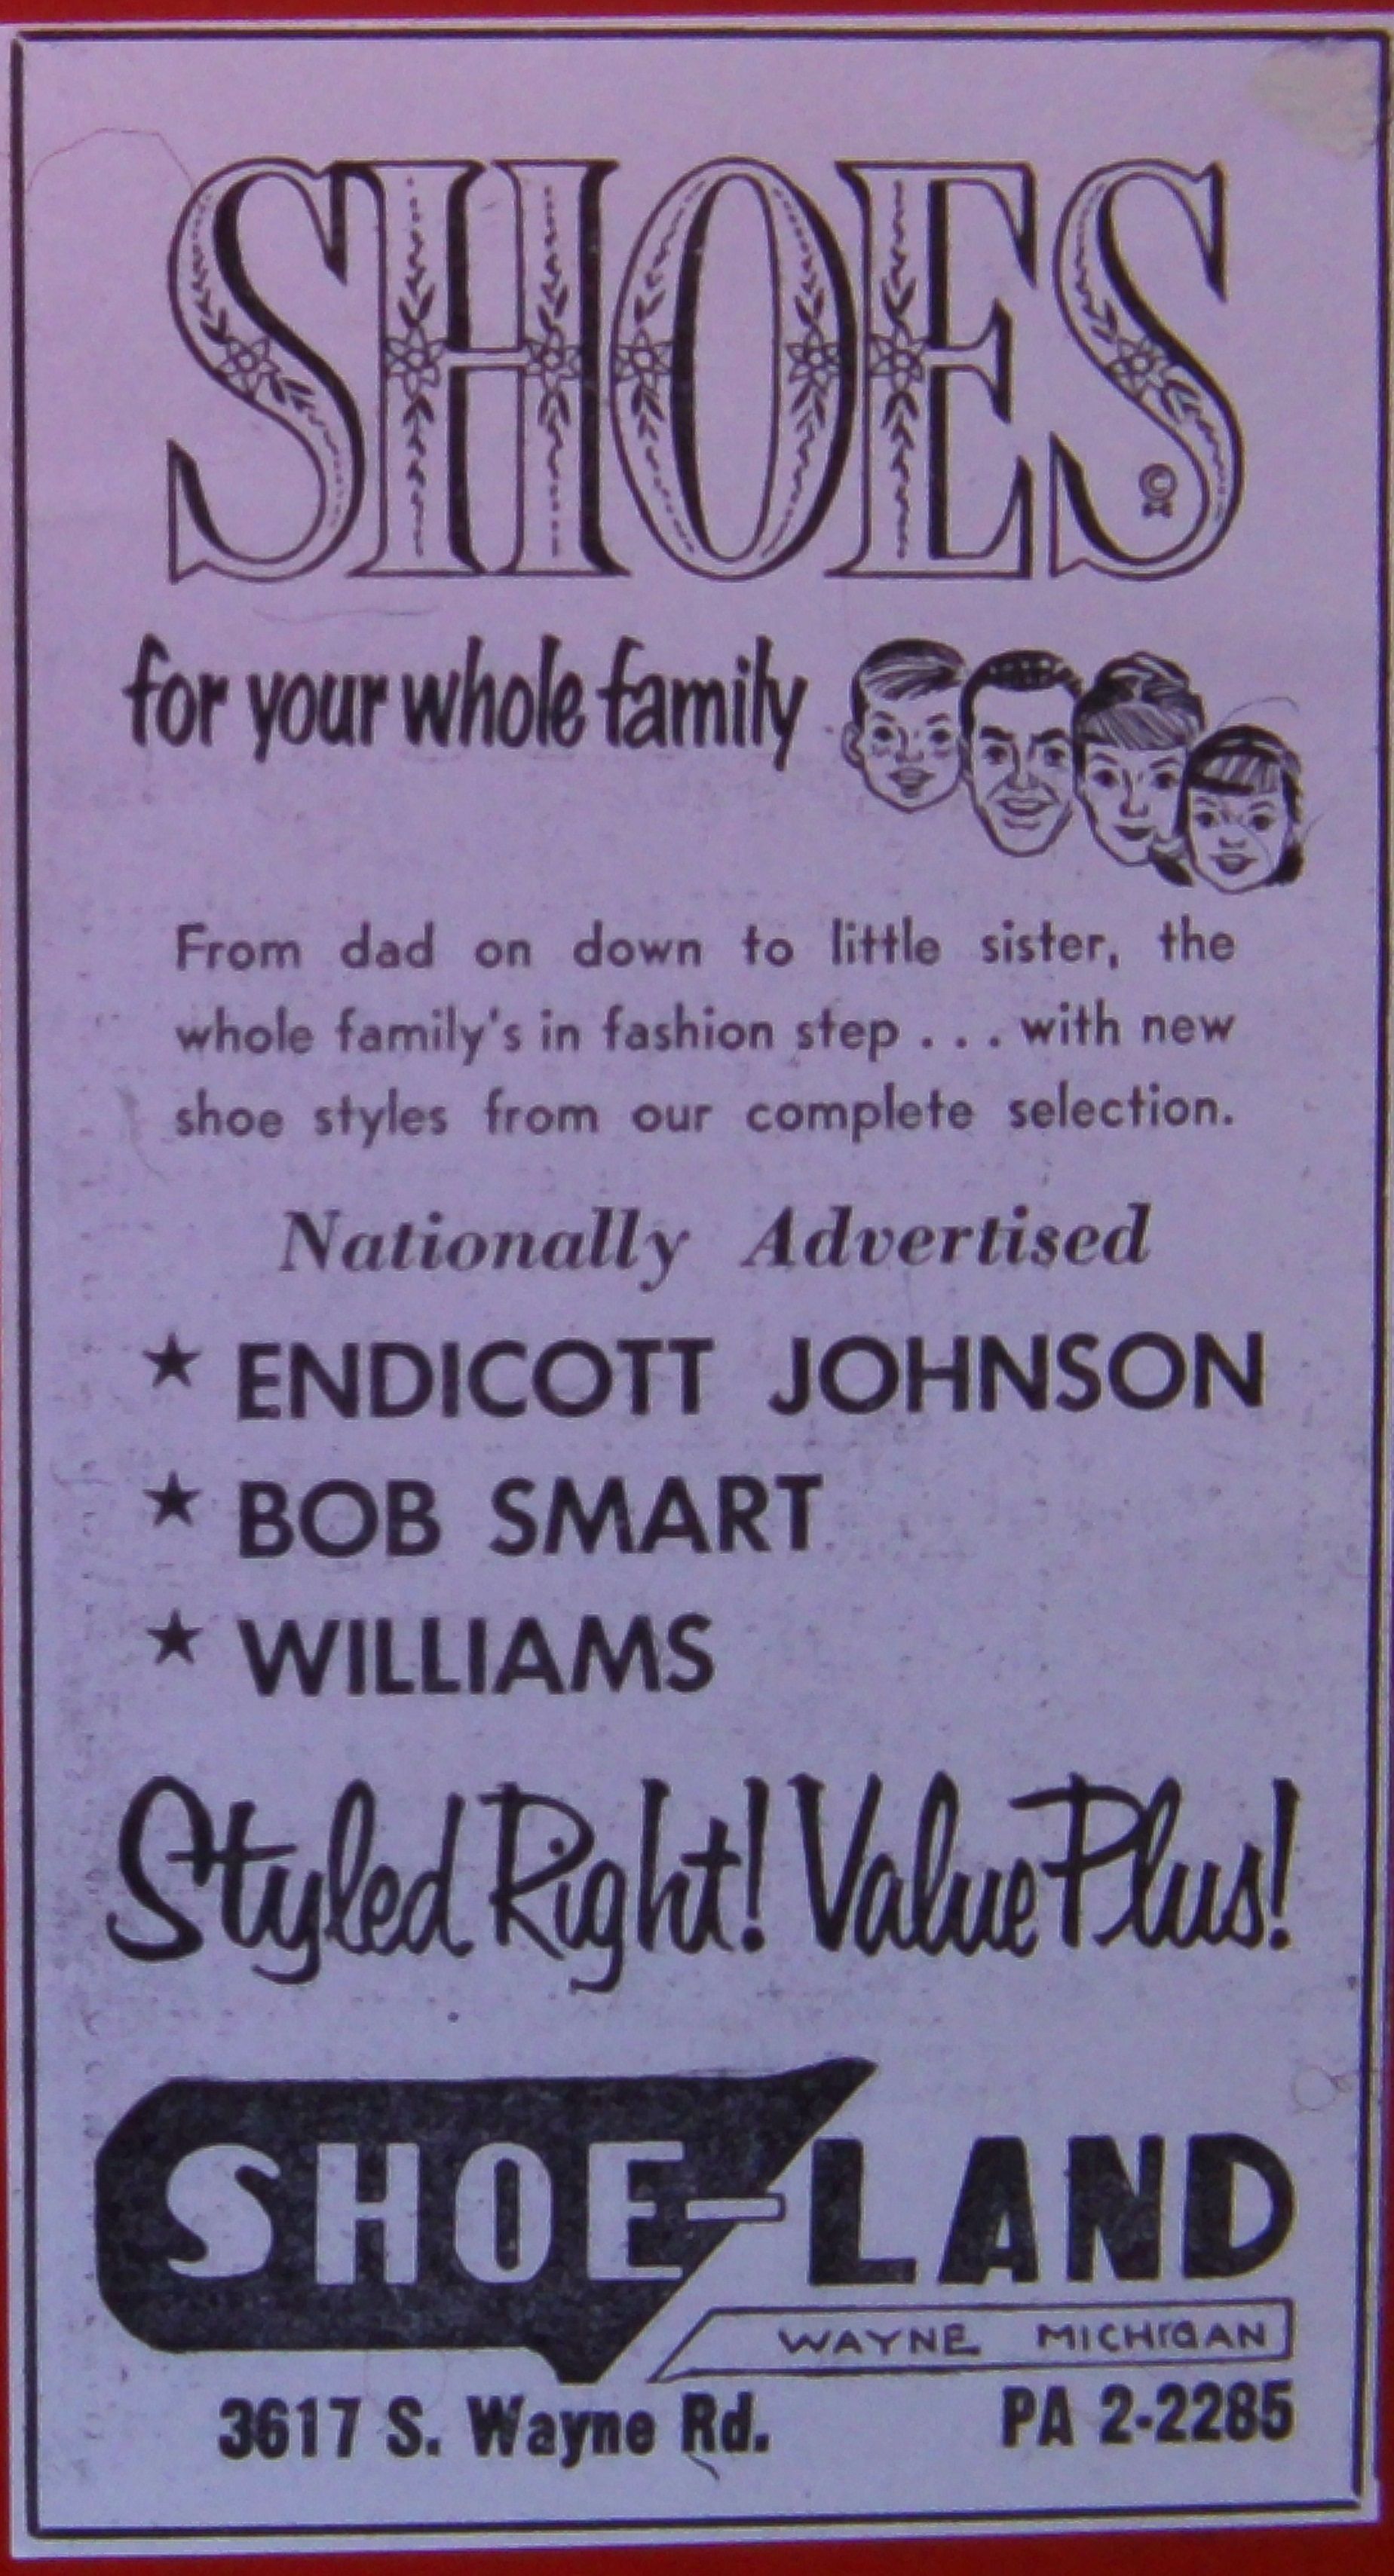 SHOES
©
for your whole family
From dad on down to little sister, the
whole family's in fashion step . . . with new
shoe styles from our complete selection.
Nationally Advertised
★ ENDICOTT JOHNSON
★ BOB SMART
★ WILLIAMS
Styled Right! Value Plus!
SHOE-LAND
WAYNE MICHIGAN
3617 S. Wayne Rd. PA 2-2285